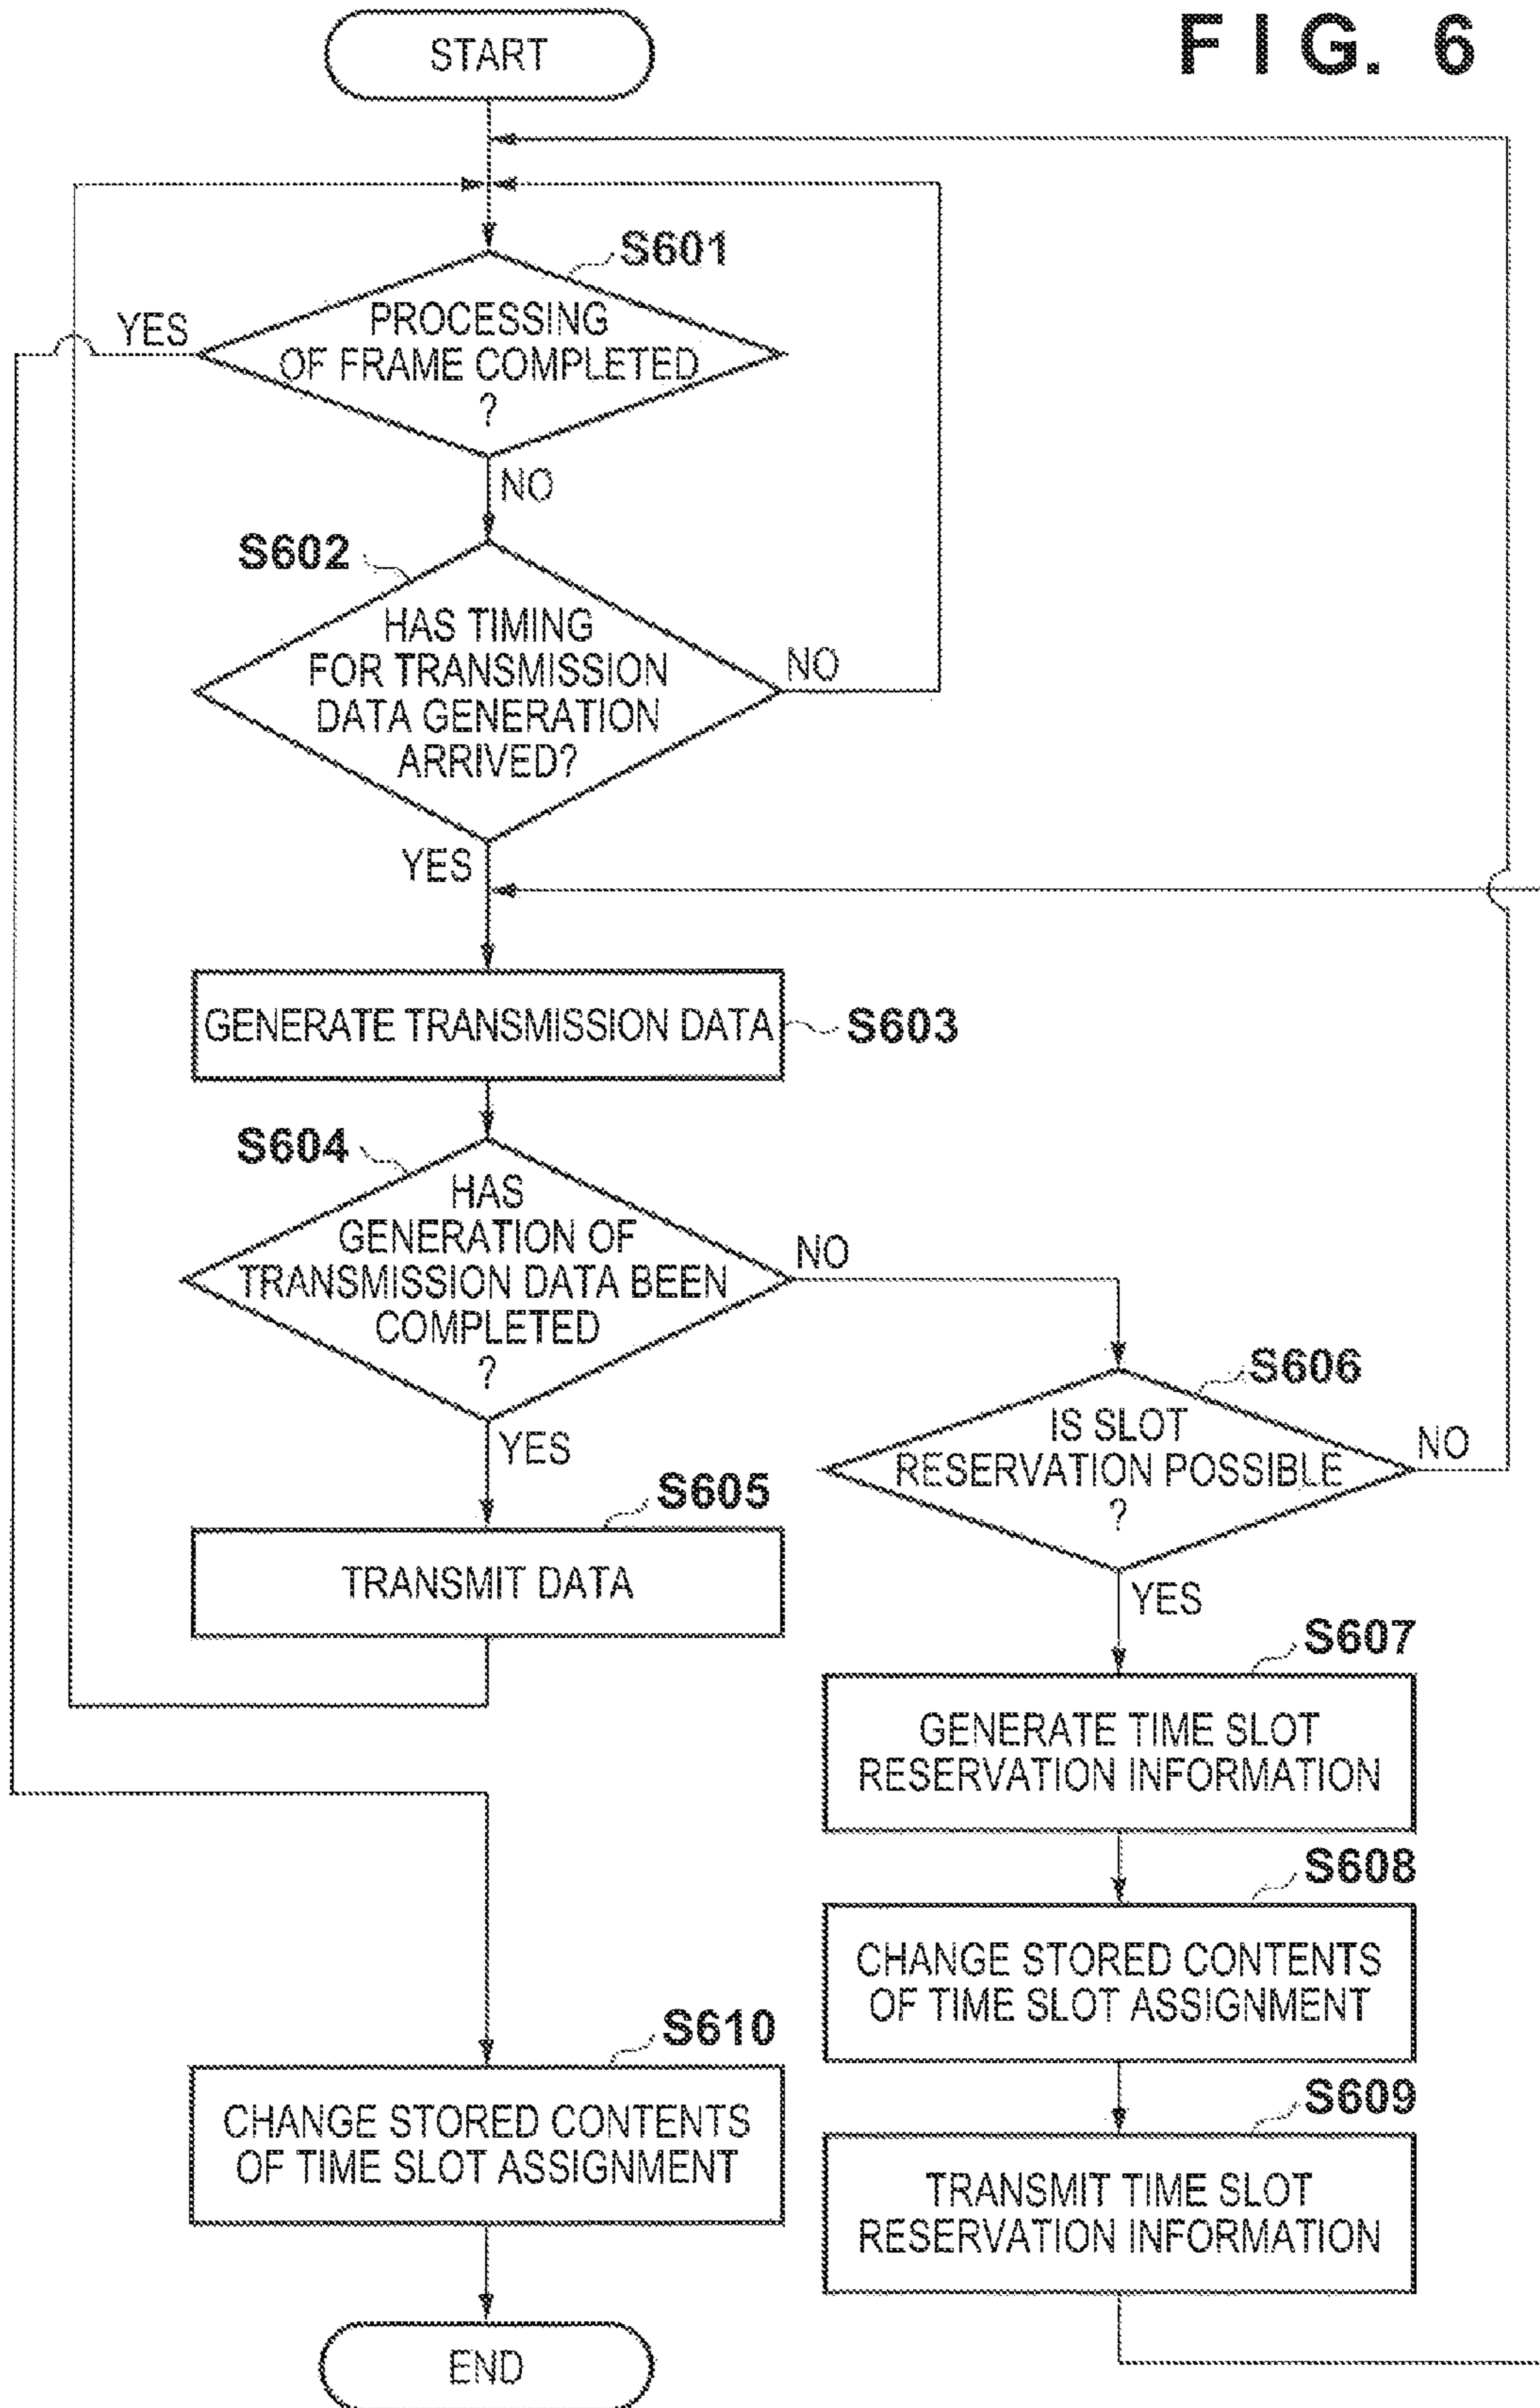 FIG. 6
START
S601
YES
PROCESSING
OF FRAME COMPLETED
?
NO
S602
HAS TIMING
FOR TRANSMISSION
DATA GENERATION
ARRIVED?
NO
YES
GENERATE TRANSMISSION DATA
S603
S604
HAS
GENERATION OF
TRANSMISSION DATA BEEN
COMPLETED
?
NO
YES
S605
TRANSMIT DATA
S606
IS SLOT
RESERVATION POSSIBLE
?
NO
YES
S607
GENERATE TIME SLOT
RESERVATION INFORMATION
S608
CHANGE STORED CONTENTS
OF TIME SLOT ASSIGNMENT
S609
TRANSMIT TIME SLOT
RESERVATION INFORMATION
S610
CHANGE STORED CONTENTS
OF TIME SLOT ASSIGNMENT
END